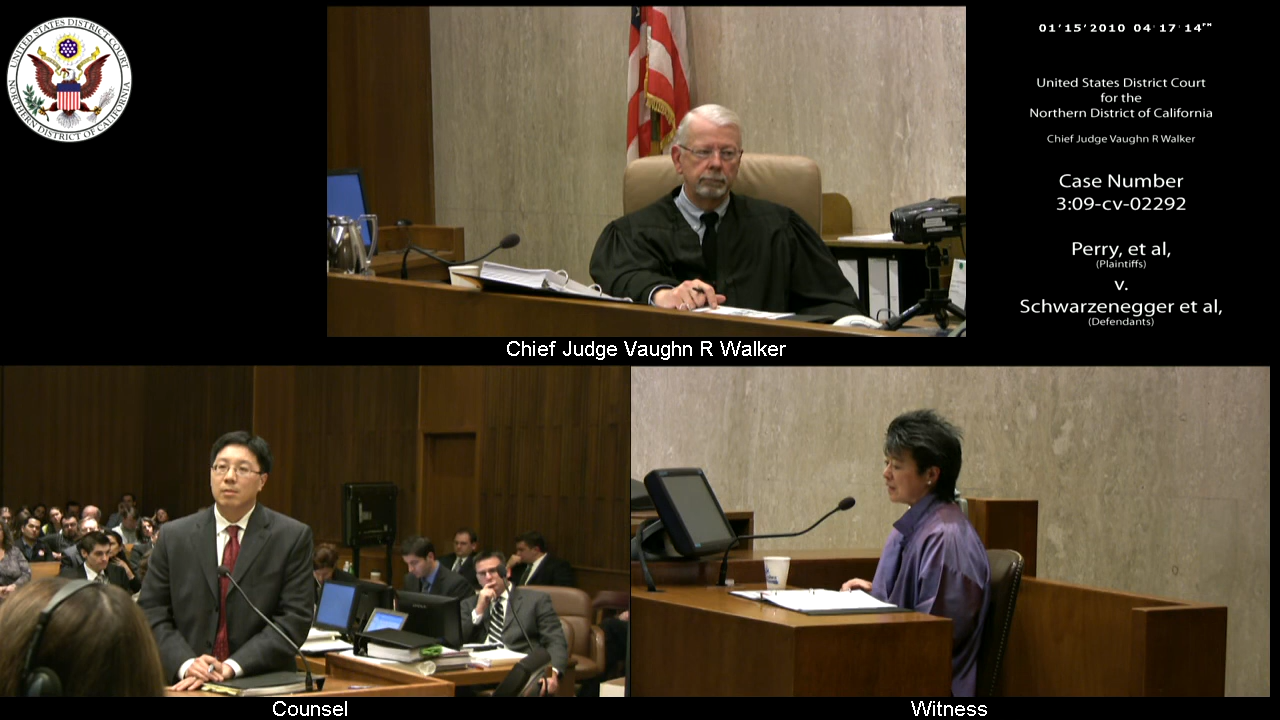 UNITED STATES DISTRICT COURT
NORTHERN DISTRICT OF CALIFORNIA
01'15'2010 04 17 14 PM
United States District Court
for the
Northern District of California
Chief Judge Vaughn R Walker
Case Number
3:09-cv-02292
Perry, et al,
(Plaintiffs)
v.
Schwarzenegger et al,
(Defendants)
Chief Judge Vaughn R Walker
Counsel
Witness